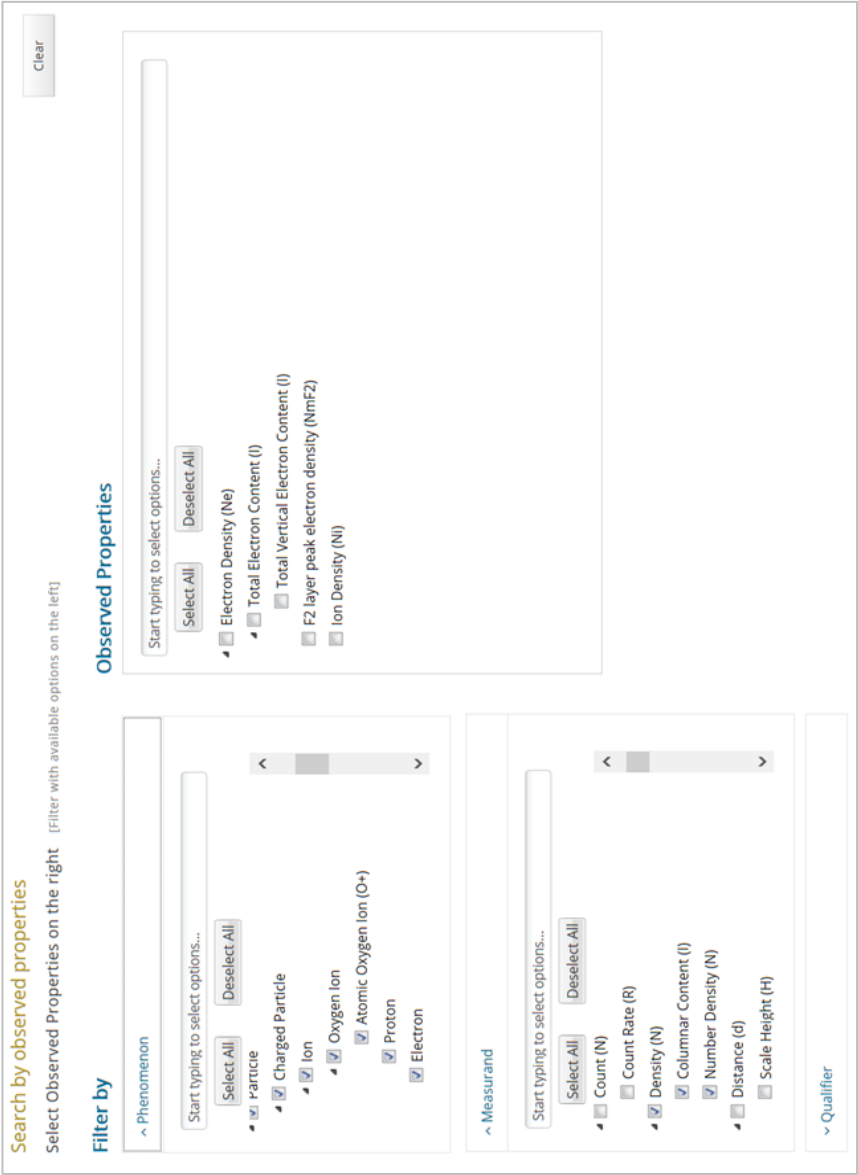 Search by observed properties
Clear
Select Observed Properties on the right [Filter with available options on the left]
Filter by
Phenomenon
Start typing to select options...
Select All Deselect All
Particle
Charged Particle
Ion
Oxygen Ion
Atomic Oxygen Ion (O+)
Proton
Electron
Measurand
Start typing to select options...
Select All Deselect All
Count (N)
Count Rate (R)
Density (N)
Columnar Content (I)
Number Density (N)
Distance (d)
Scale Height (H)
Qualifier
Observed Properties
Start typing to select options...
Select All Deselect All
Electron Density (Ne)
Total Electron Content (I)
Total Vertical Electron Content (I)
F2 layer peak electron density (NmF2)
Ion Density (Ni)